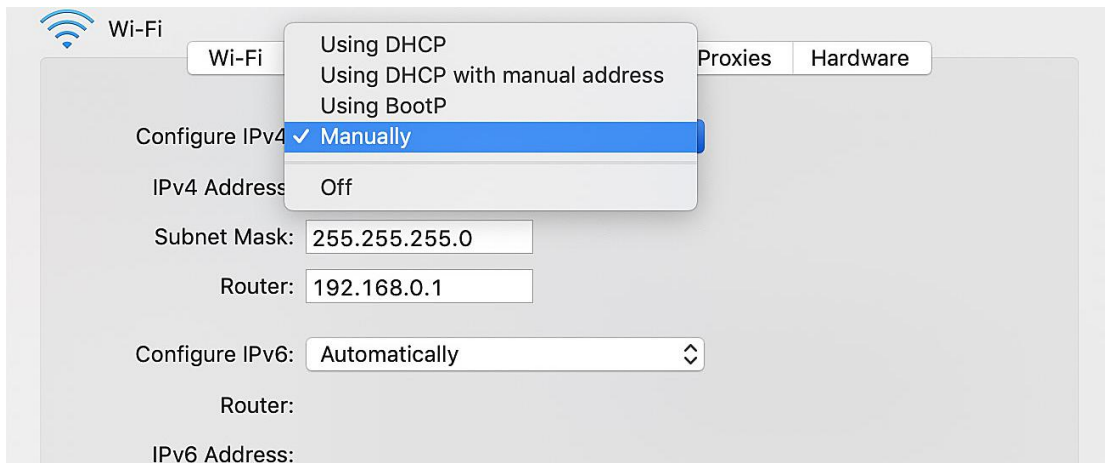 Wi-Fi
Wi-Fi Proxies Hardware
Using DHCP
Using DHCP with manual address
Using BootP
Configure IPv4 ✓ Manually
IPv4 Address Off
Subnet Mask: 255.255.255.0
Router: 192.168.0.1
Configure IPv6: Automatically
Router:
IPv6 Address: